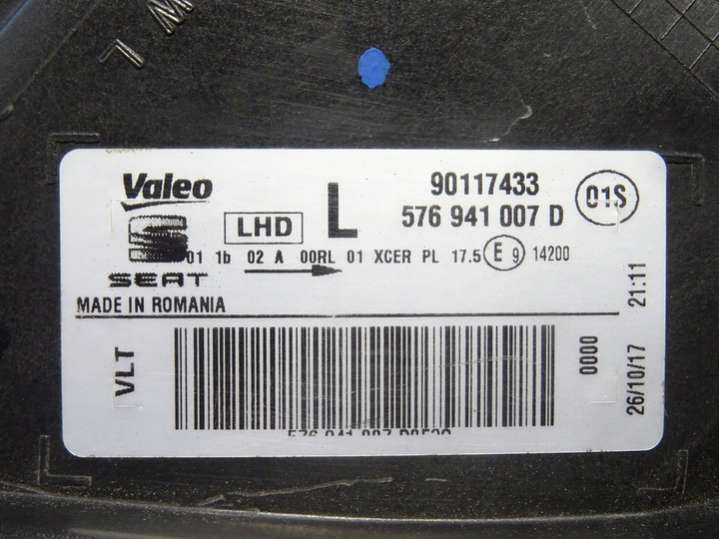 Valeo
LHD
L
90117433
576 941 007 D
01S
01 1b 02 A 00RL 01 XCER PL 17.5 E 9 14200
SEAT
MADE IN ROMANIA
VLT
0000
26/10/17 21:11